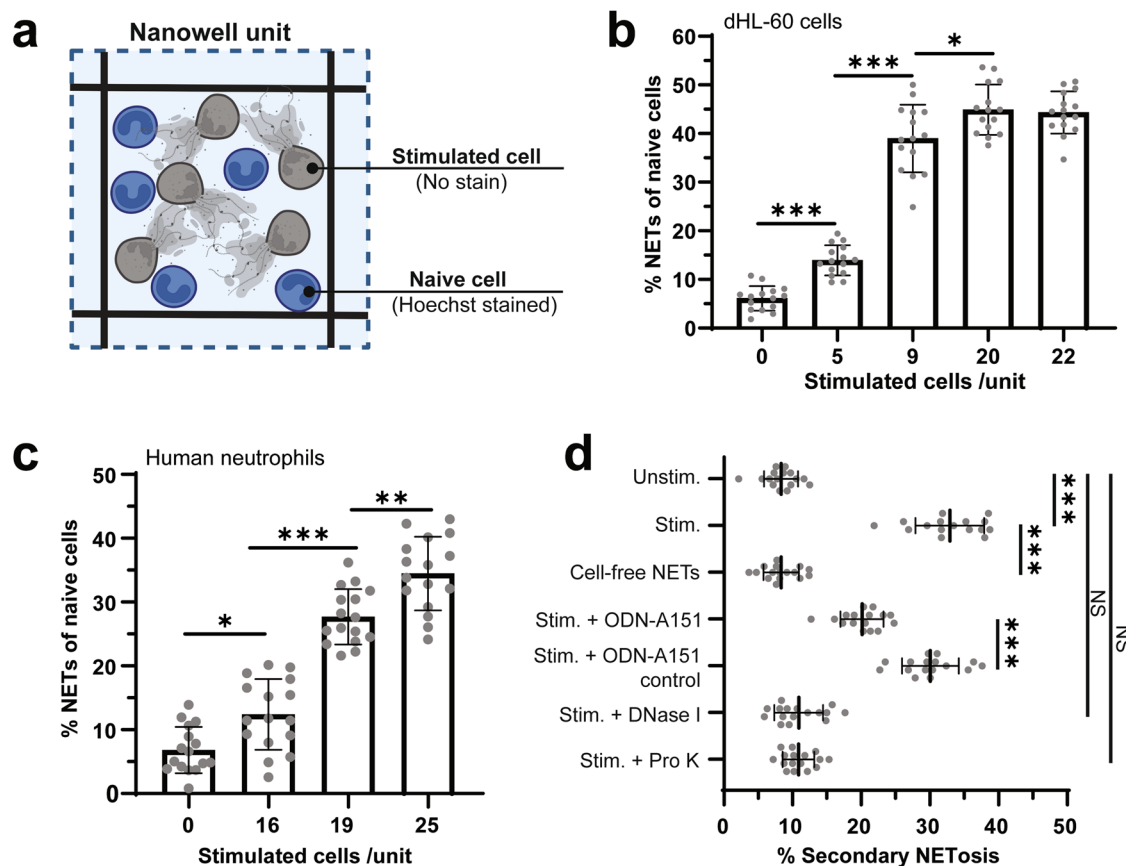 a
Nanowell unit
Stimulated cell
(No stain)
Naive cell
(Hoechst stained)
b
dHL-60 cells
% NETs of naive cells
60
50
40
30
20
10
0
***
***
*
0 5 9 20 22
Stimulated cells /unit
c
Human neutrophils
% NETs of naive cells
50
40
30
20
10
0
*
***
**
0 16 19 25
Stimulated cells /unit
d
Unstim.
Stim.
Cell-free NETs
Stim. + ODN-A151
Stim. + ODN-A151
control
Stim. + DNase I
Stim. + Pro K
***
***
***
NS
NS
0 10 20 30 40 50
% Secondary NETosis